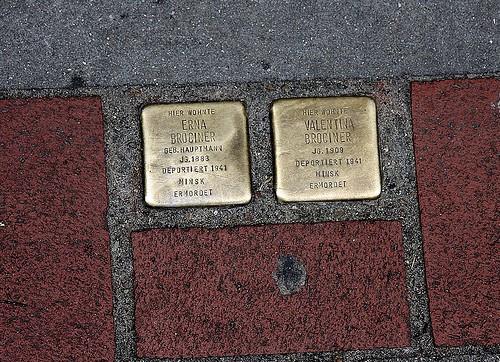 HIER WOHNTE
ERNA
BROCINER
GEB. HAUPTMANN
JG. 1883
DEPORTIERT 1941
MINSK
ERMORDET
HIER WOHNTE
VALENTINA
BROCINER
JG. 1909
DEPORTIERT 1941
MINSK
ERMORDET